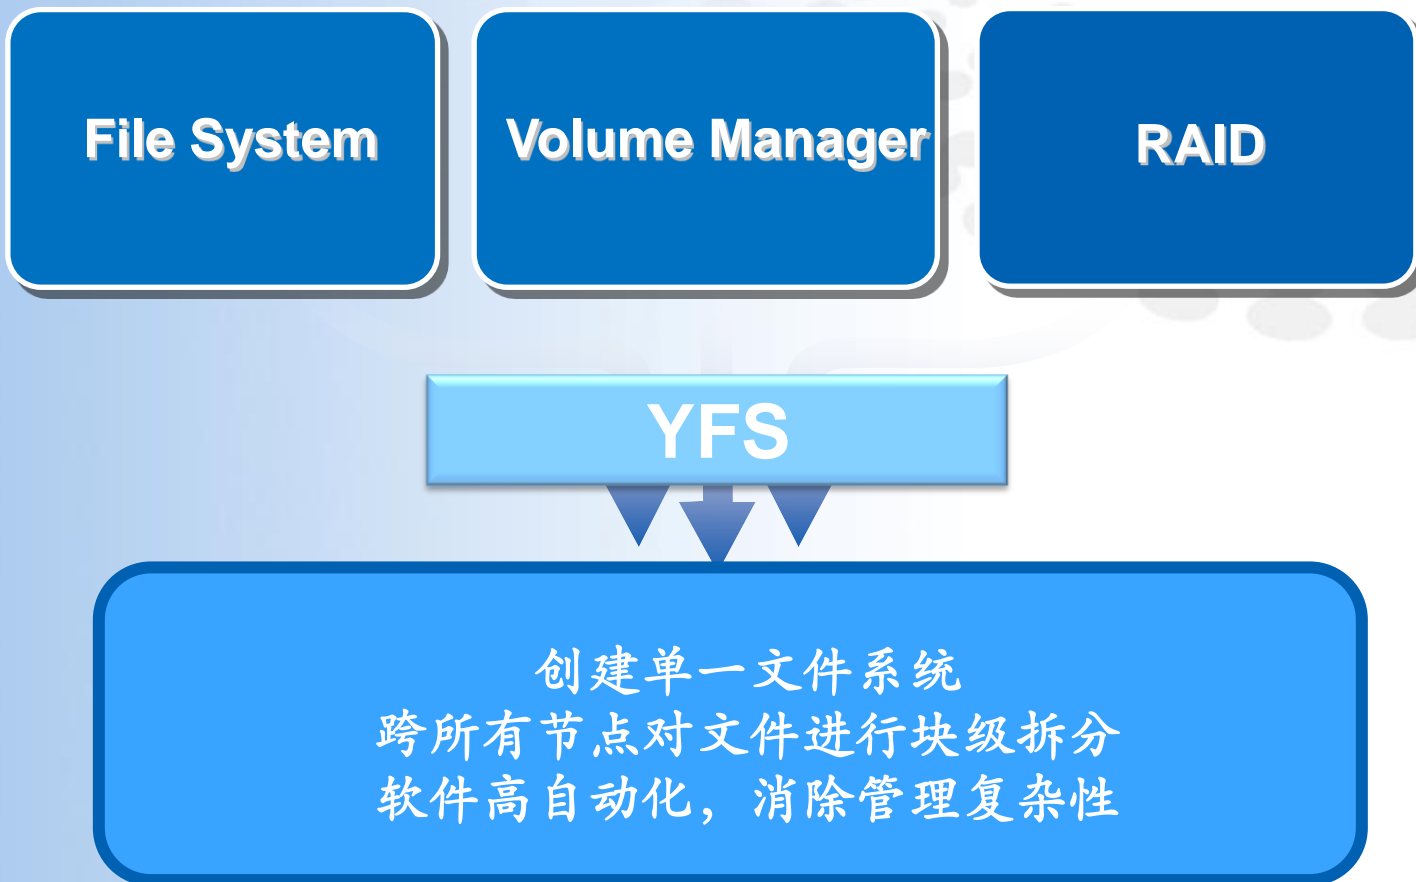 File System
Volume Manager
RAID
YFS
创建单一文件系统
跨所有节点对文件进行块级拆分
软件高自动化，消除管理复杂性